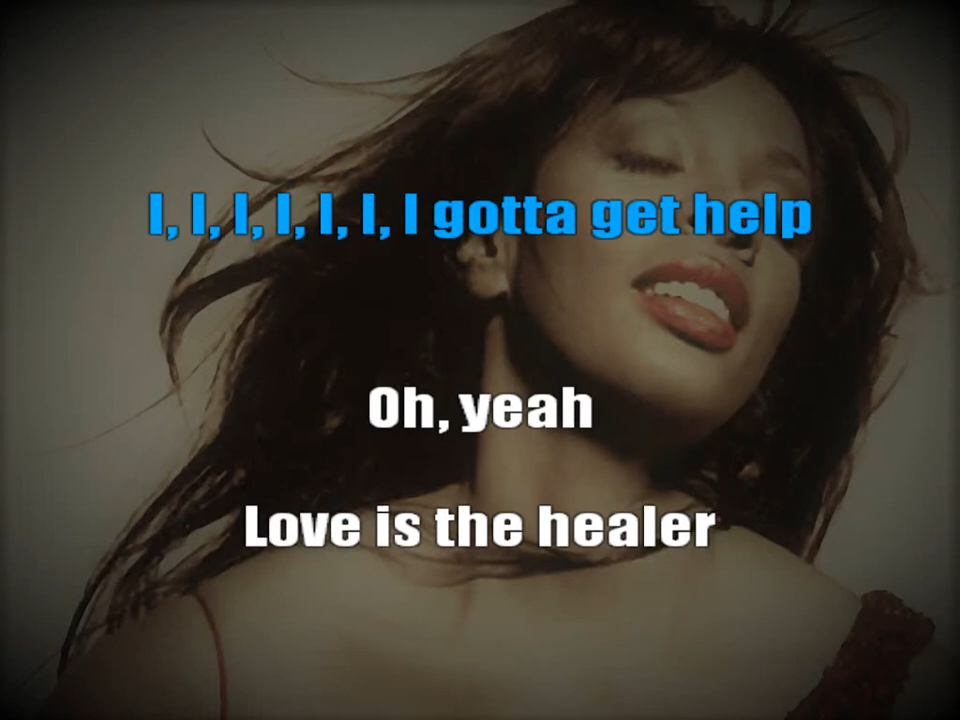 I, I, I, I, I, I, I gotta get help
Oh, yeah
Love is the healer